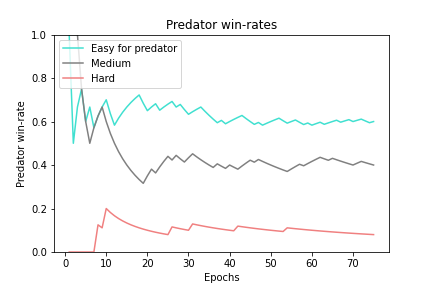 Predator win-rates
1.0
0.8
0.6
0.4
0.2
0.0
Predator win-rate
Easy for predator
Medium
Hard
0 10 20 30 40 50 60 70
Epochs